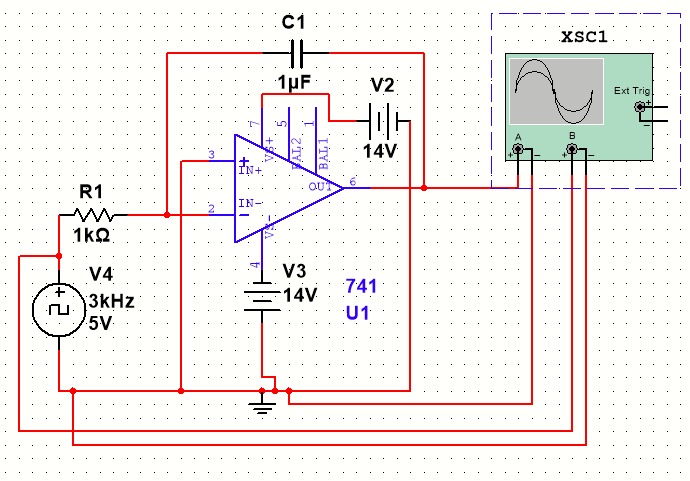 C1
1μF
XSC1
Ext Trig
+
−
A
B
+ − + −
V2
14V
7
5
1
VS+
BAL2
BAL1
3
+
IN+
OUT
6
2
IN-
−
VS-
4
R1
1kΩ
V4
+
3kHz
5V
V3
14V
741
U1